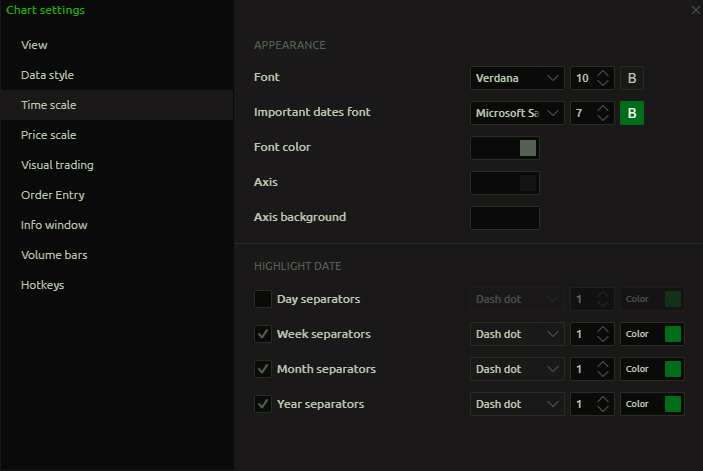 Chart settings
View
Data style
Time scale
Price scale
Visual trading
Order Entry
Info window
Volume bars
Hotkeys
APPEARANCE
Font Verdana 10 B
Important dates font Microsoft Sa 7 B
Font color
Axis
Axis background
HIGHLIGHT DATE
Day separators Dash dot 1 Color
Week separators Dash dot 1 Color
Month separators Dash dot 1 Color
Year separators Dash dot 1 Color